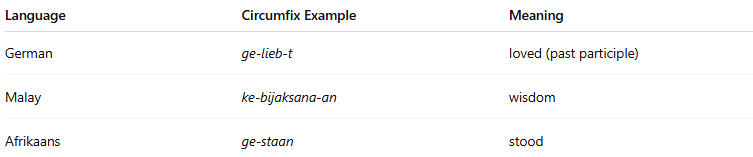 Language Circumfix Example Meaning
German ge-lieb-t loved (past participle)
Malay ke-bijaksana-an wisdom
Afrikaans ge-staan stood